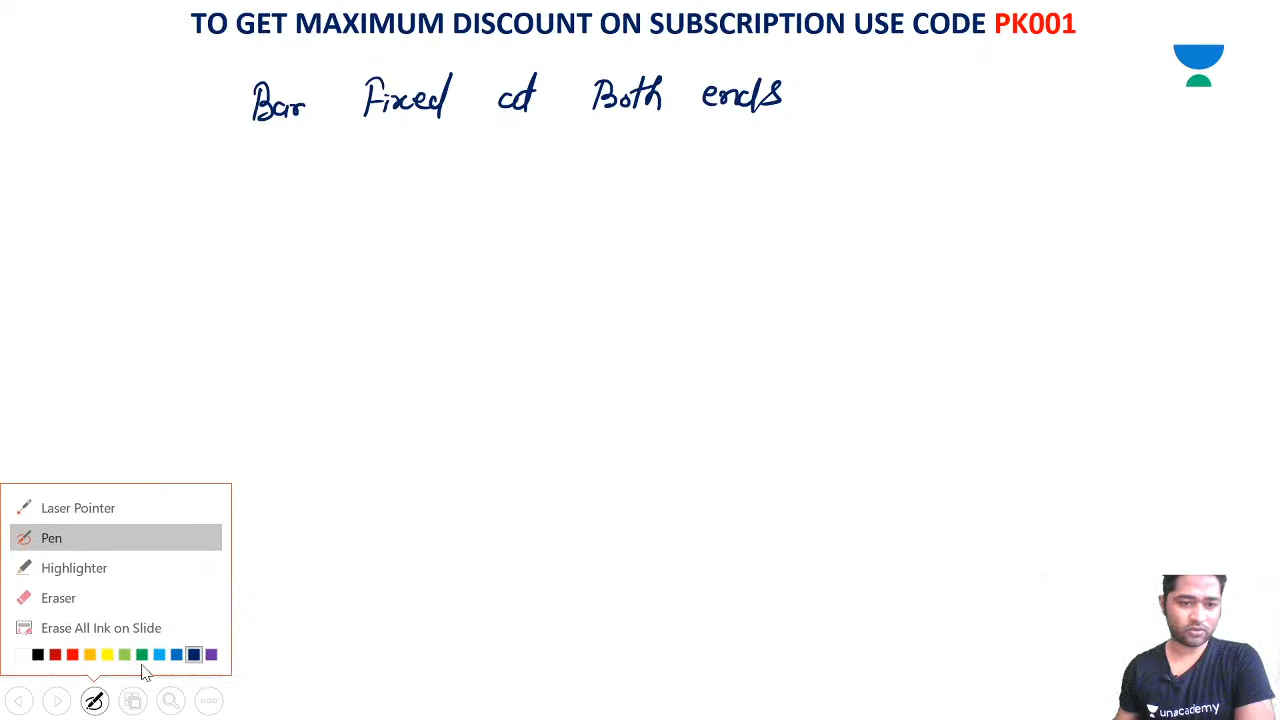 TO GET MAXIMUM DISCOUNT ON SUBSCRIPTION USE CODE PK001
Bar Fixed at Both ends
Laser Pointer
Pen
Highlighter
Eraser
Erase All Ink on Slide
unacademy